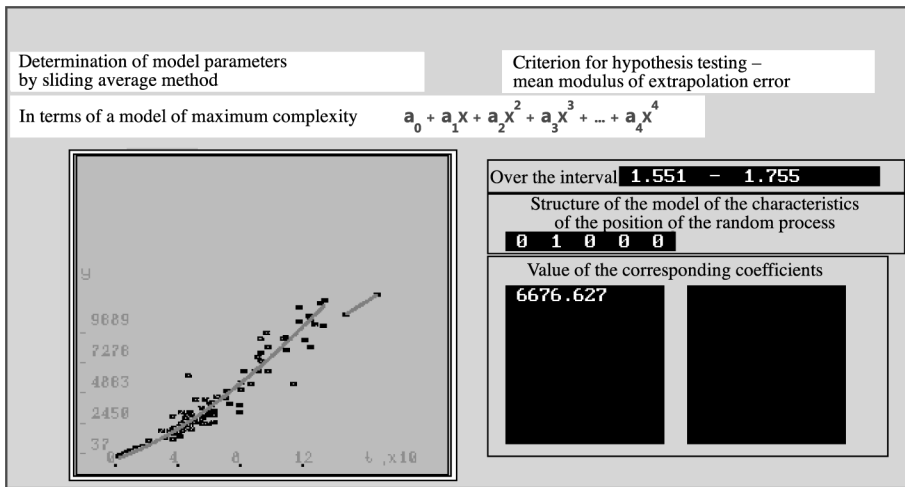 Determination of model parameters
by sliding average method
Criterion for hypothesis testing –
mean modulus of extrapolation error
In terms of a model of maximum complexity a₀ + a₁x + a₂x² + a₃x³ + ... + a₄x⁴
Over the interval 1.551 – 1.755
Structure of the model of the characteristics
of the position of the random process
0 1 0 0 0
Value of the corresponding coefficients
6676.627
y
9689
7270
4863
2450
37
0 4 8 12 t ,x10